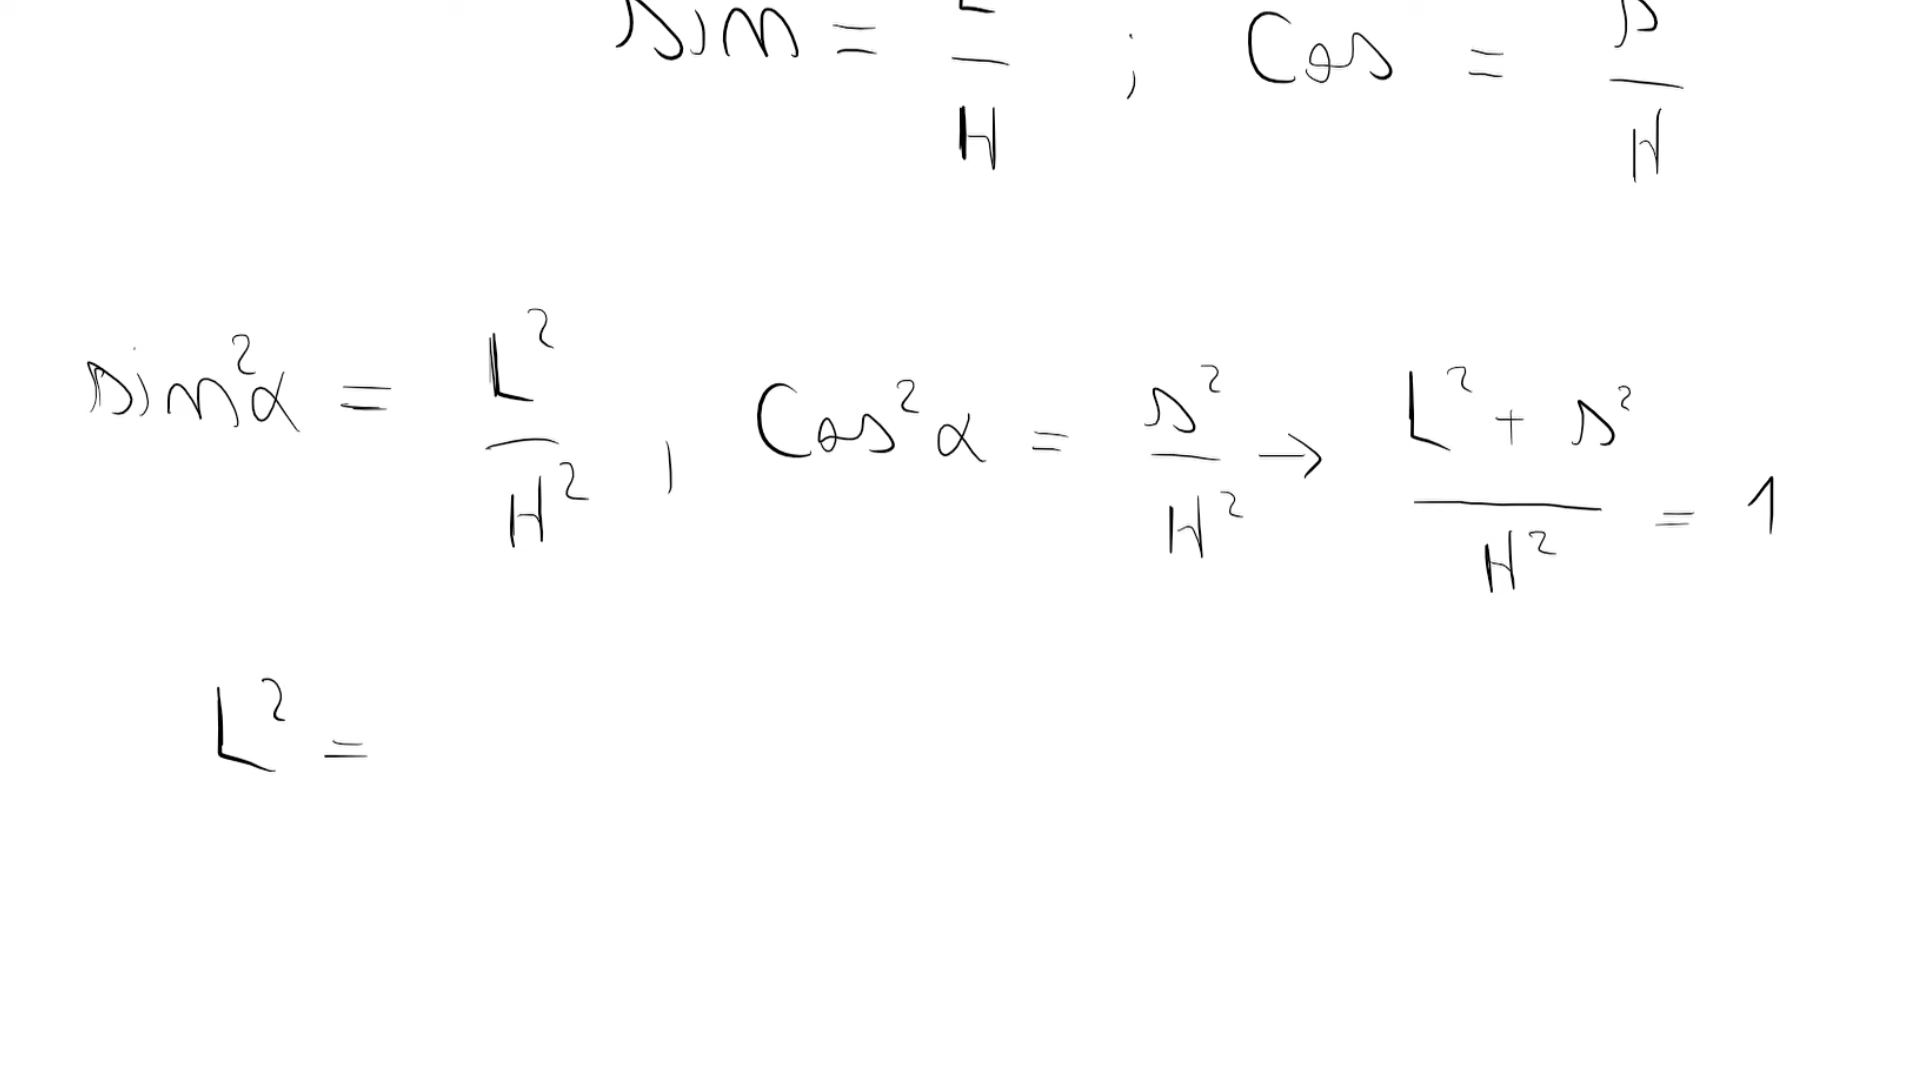 sin = L/H ; Cos = s/H
sin²α = L²/H² , Cos²α = s²/H² → (L² + s²)/H² = 1
L² =